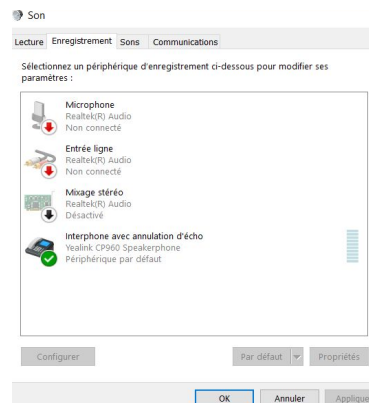 Son
Lecture Enregistrement Sons Communications
Sélectionnez un périphérique d'enregistrement ci-dessous pour modifier ses
paramètres :
Microphone
Realtek(R) Audio
Non connecté
Entrée ligne
Realtek(R) Audio
Non connecté
Mixage stéréo
Realtek(R) Audio
Désactivé
Interphone avec annulation d'écho
Yealink CP960 Speakerphone
Périphérique par défaut
Configurer Par défaut Propriétés
OK Annuler Applique